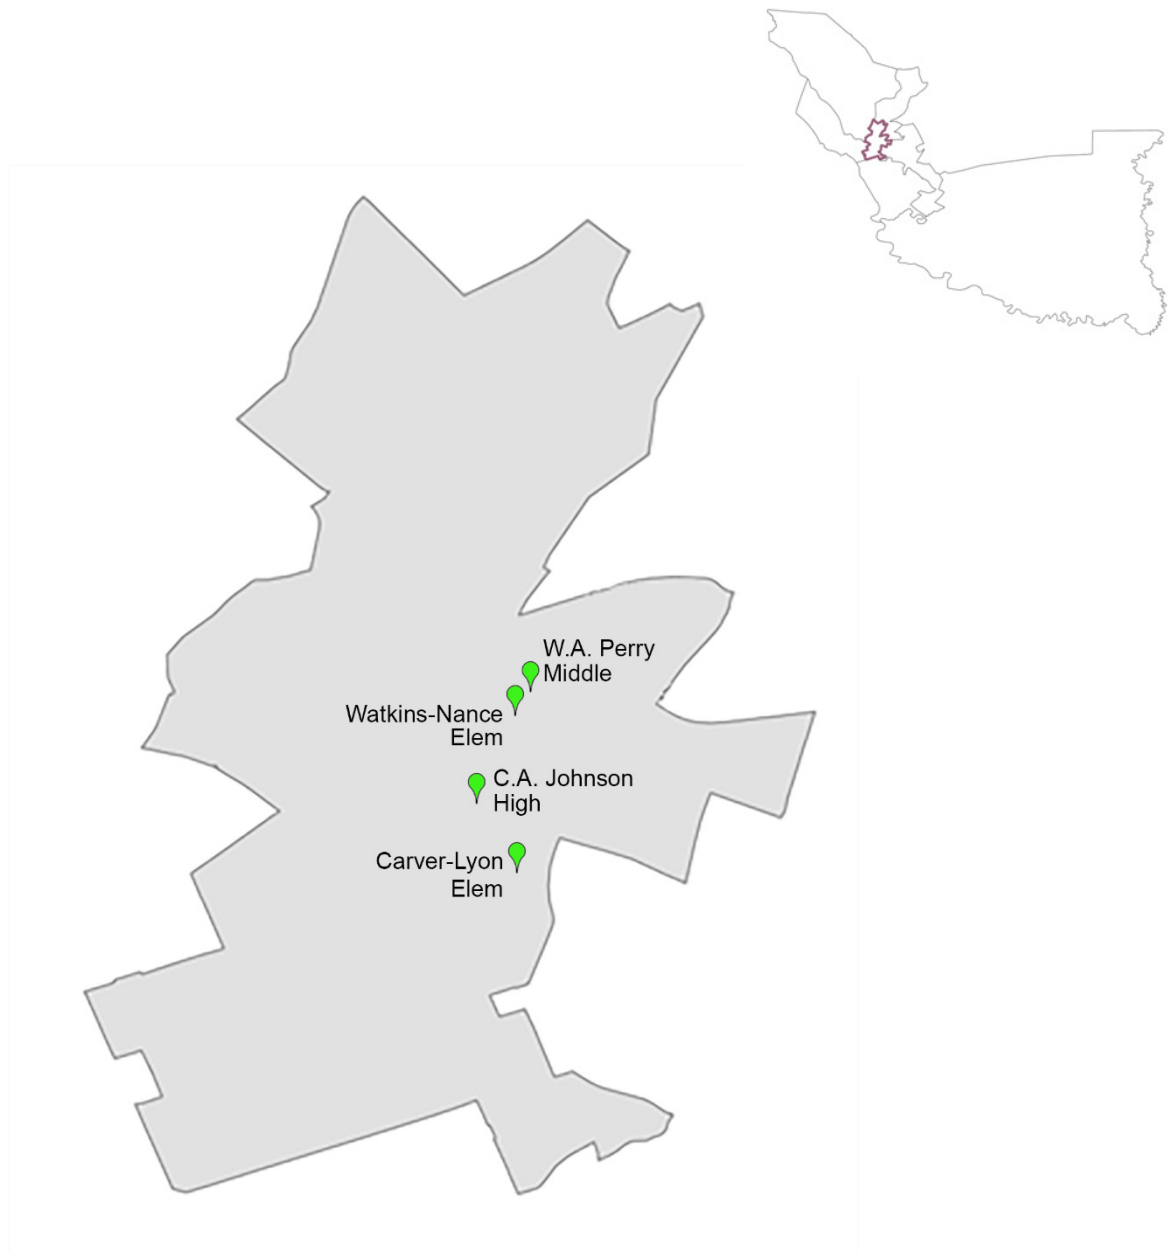 W.A. Perry
Middle
Watkins-Nance
Elem
C.A. Johnson
High
Carver-Lyon
Elem